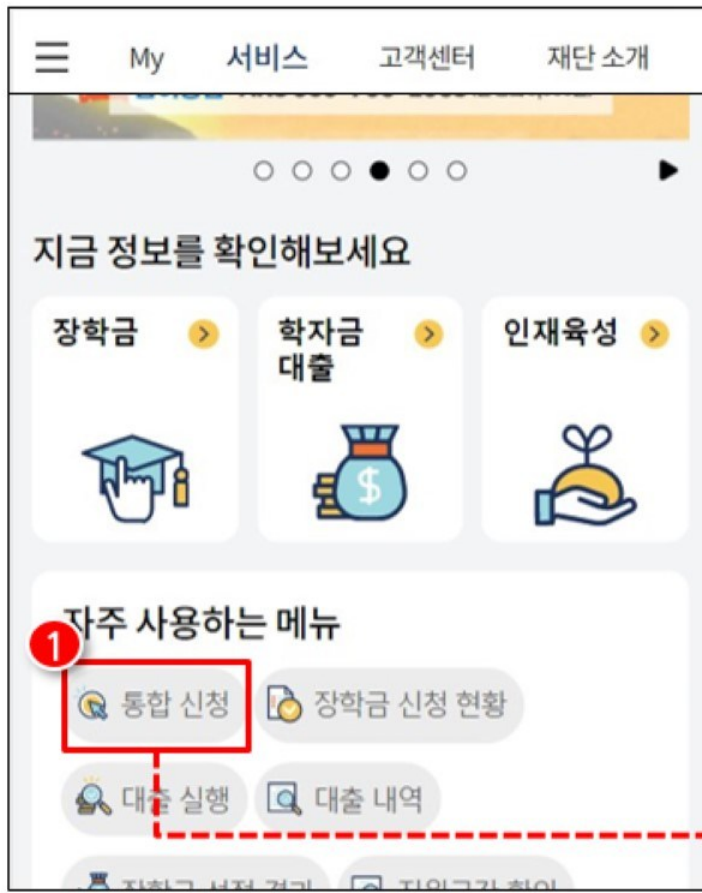 My 서비스 고객센터 재단 소개
지금 정보를 확인해보세요
장학금 학자금 인재육성
대출
$
자주 사용하는 메뉴
1
통합 신청 장학금 신청 현황
대출 실행 대출 내역